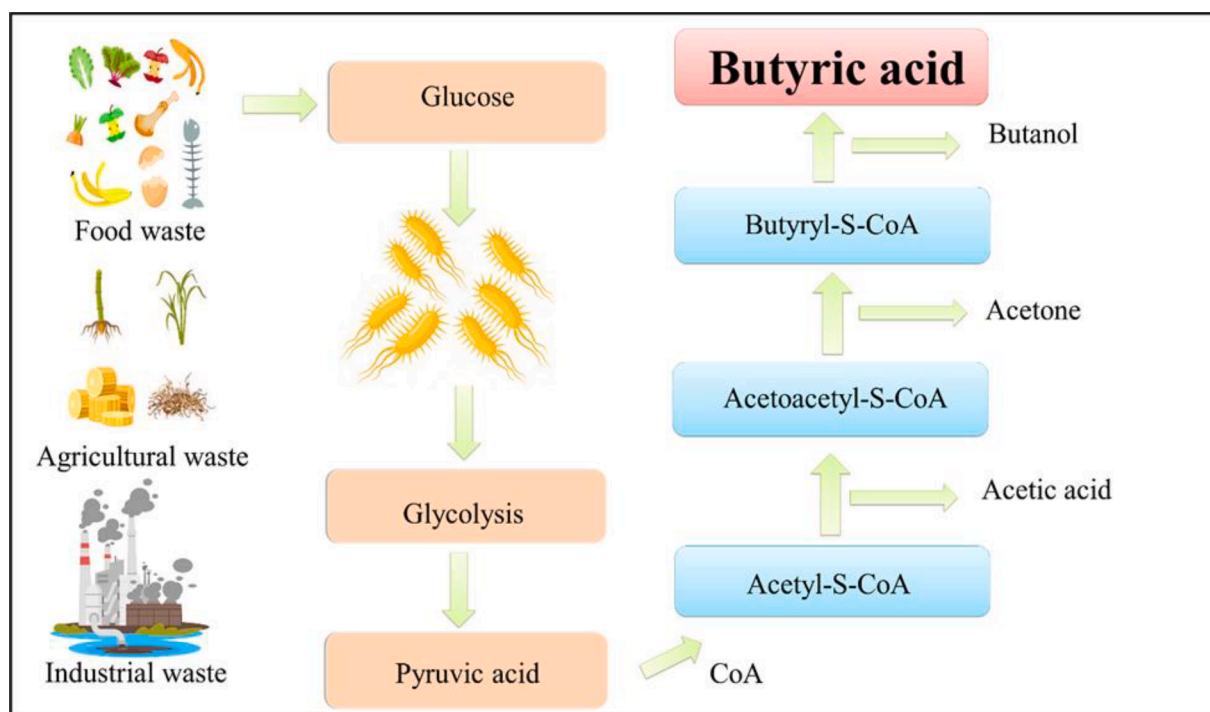 Food waste
Agricultural waste
Industrial waste
Glucose
Glycolysis
Pyruvic acid
CoA
Butyric acid
Butanol
Butyryl-S-CoA
Acetone
Acetoacetyl-S-CoA
Acetic acid
Acetyl-S-CoA